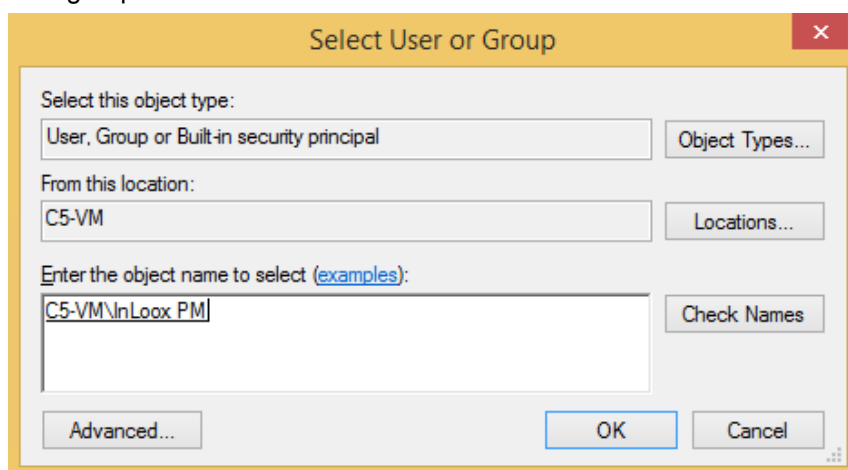 Select User or Group
Select this object type:
User, Group or Built-in security principal
Object Types...
From this location:
C5-VM
Locations...
Enter the object name to select (examples):
C5-VM\InLoox PM
Check Names
Advanced...
OK
Cancel